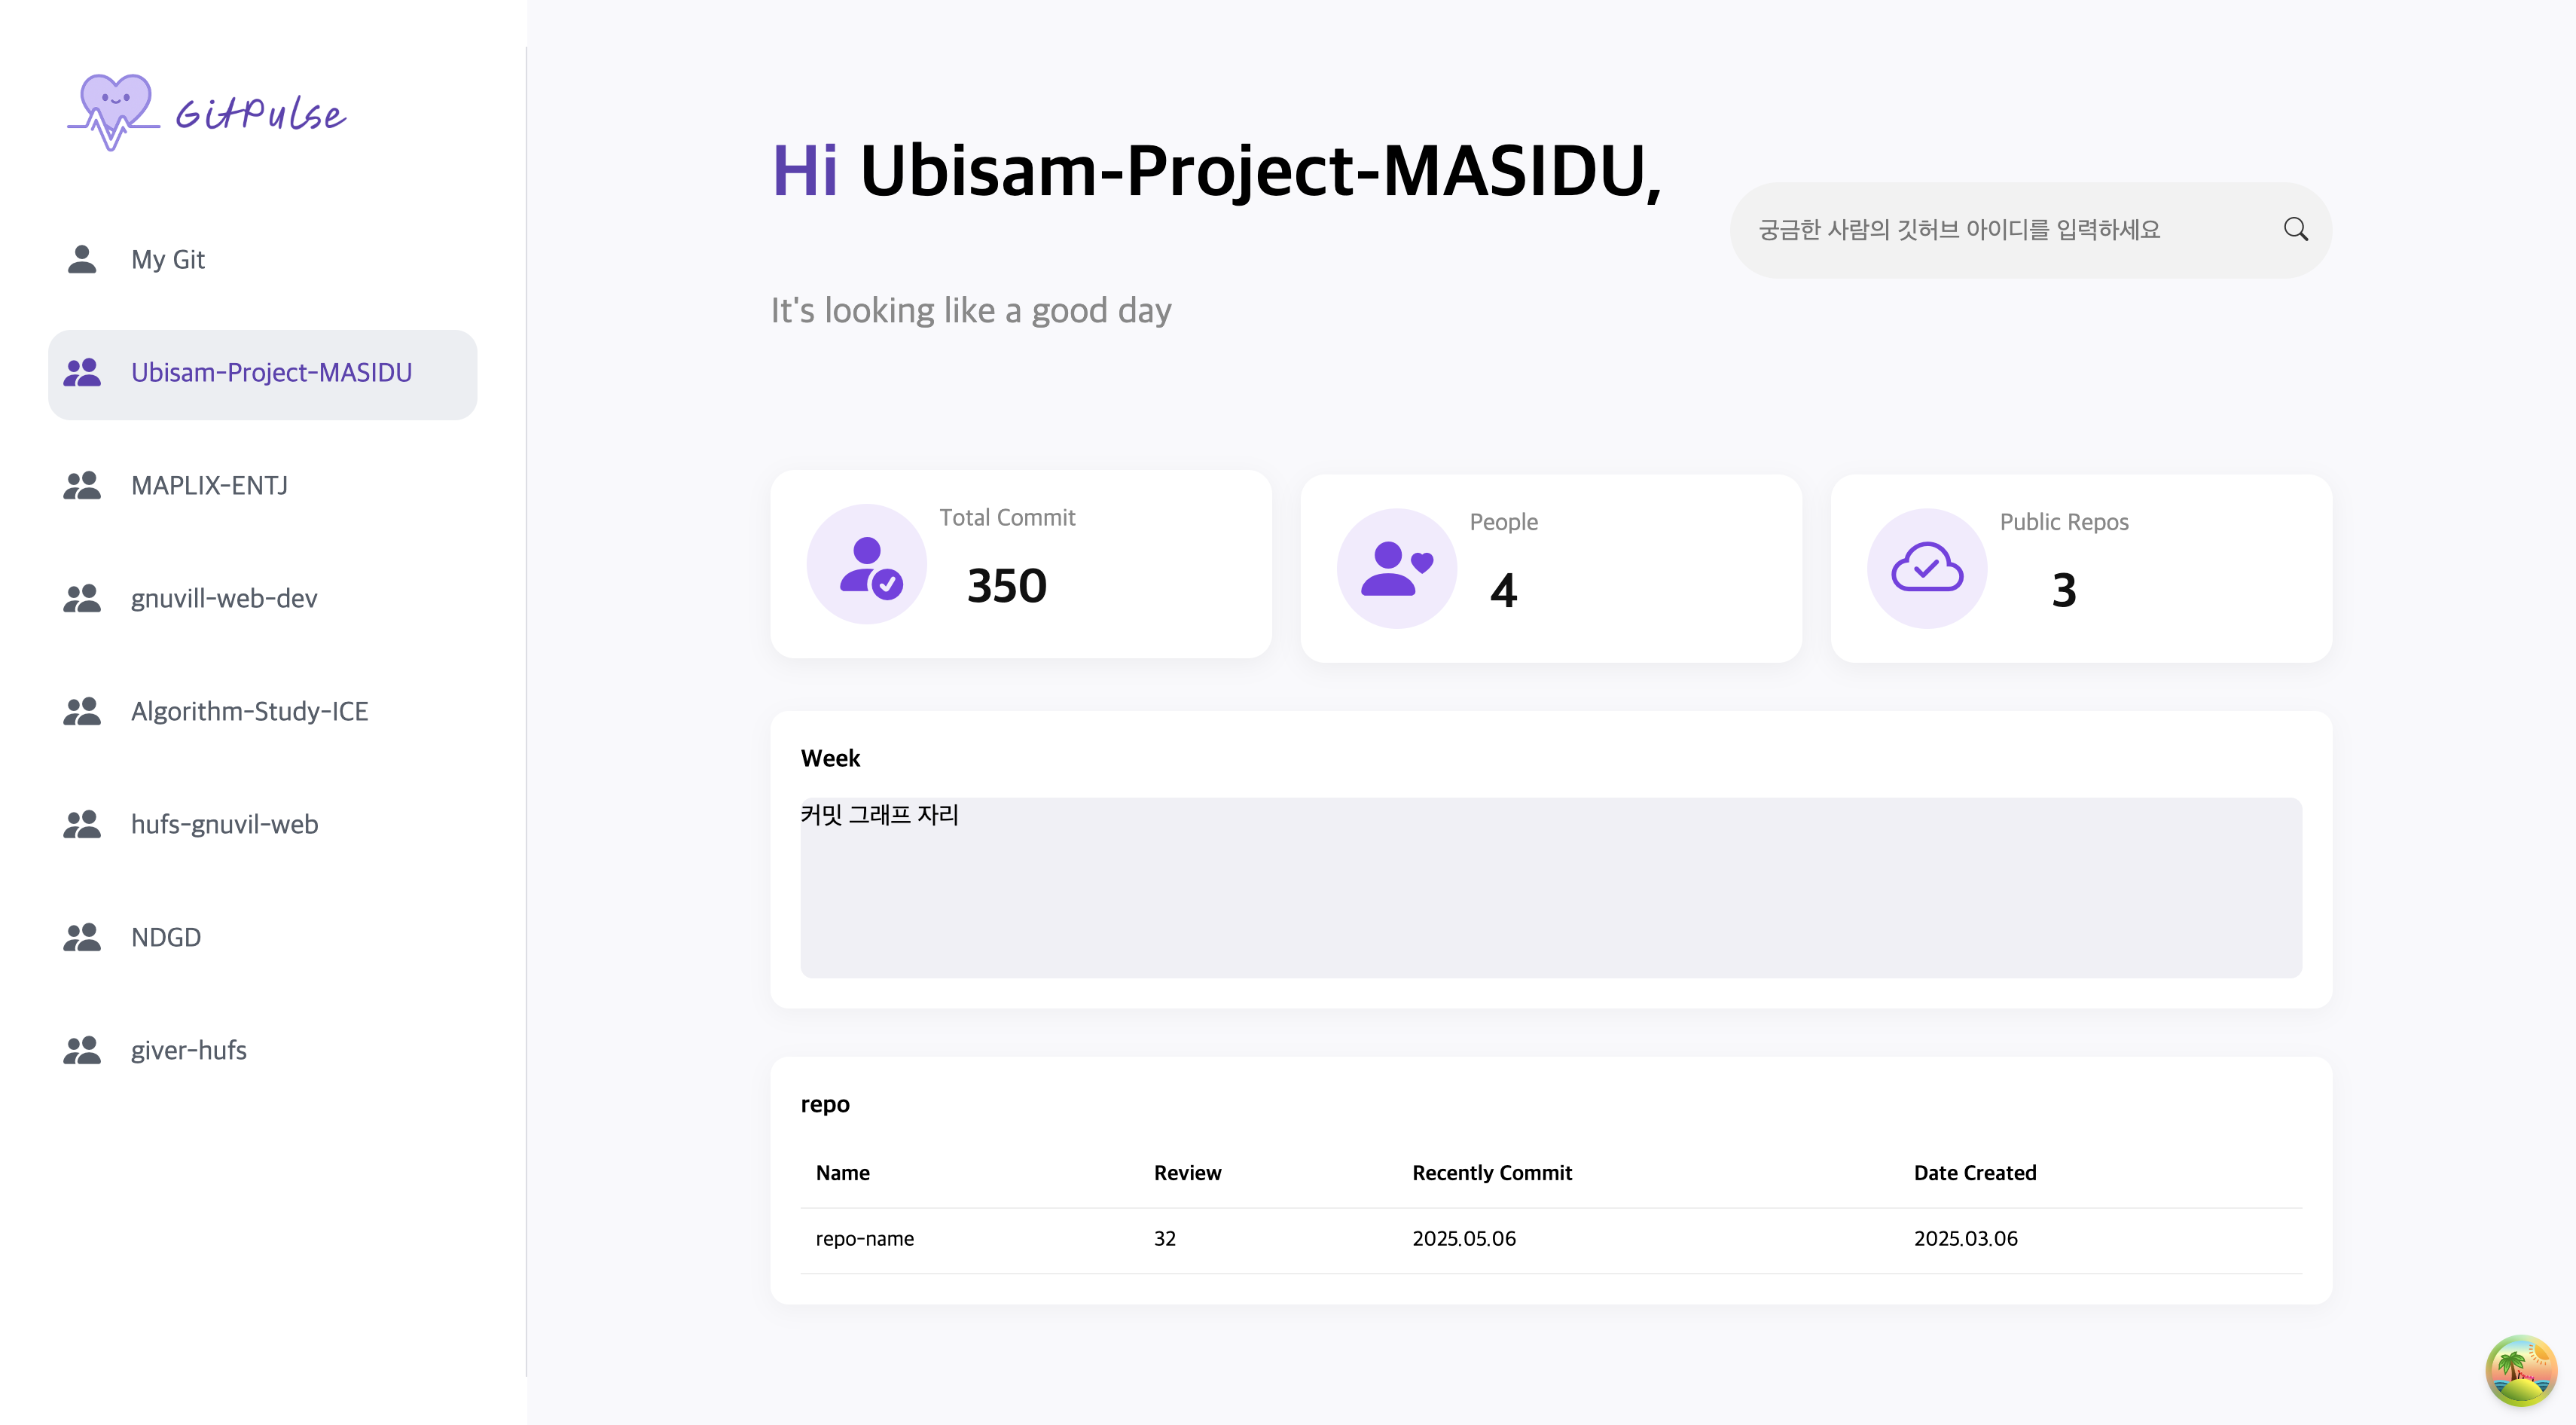 GitPulse
My Git
Ubisam-Project-MASIDU
MAPLIX-ENTJ
gnuvill-web-dev
Algorithm-Study-ICE
hufs-gnuvil-web
NDGD
giver-hufs
Hi Ubisam-Project-MASIDU,
궁금한 사람의 깃허브 아이디를 입력하세요
It's looking like a good day
Total Commit
350
People
4
Public Repos
3
Week
커밋 그래프 자리
repo
Name Review Recently Commit Date Created
repo-name 32 2025.05.06 2025.03.06